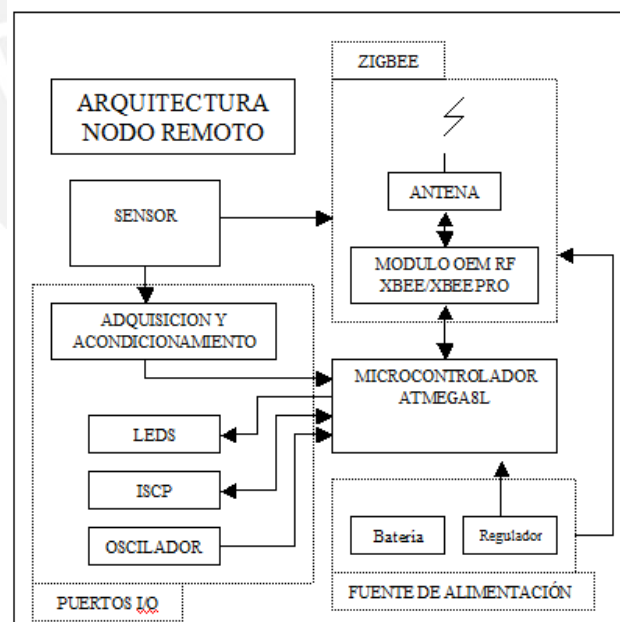 ZIGBEE
ARQUITECTURA
NODO REMOTO
ANTENA
SENSOR
MODULO OEM RF
XBEE/XBEE PRO
ADQUISICION Y
ACONDICIONAMIENTO
MICROCONTROLADOR
ATMEGA8L
LEDS
ISCP
OSCILADOR
Bateria
Regulador
FUENTE DE ALIMENTACIÓN
PUERTOS I/O